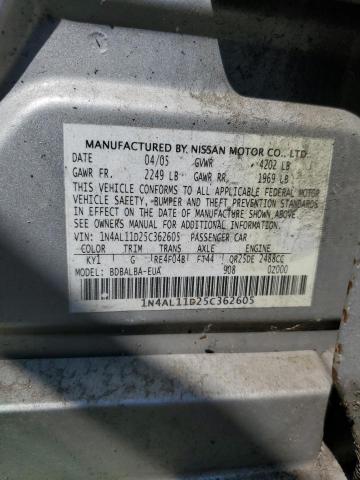 MANUFACTURED BY. NISSAN MOTOR CO., LTD.
DATE 04/05 GVWR 4202 LB
GAWR FR. 2249 LB GAWR RR. 1969 LB
THIS VEHICLE CONFORMS TO ALL APPLICABLE FEDERAL MOTOR
VEHICLE SAFETY, BUMPER AND THEFT PREVENTION STANDARDS
IN EFFECT ON THE DATE OF MANUFACTURE SHOWN ABOVE.
SEE OWNERS MANUAL FOR ADDITIONAL INFORMATION.
VIN: 1N4AL11D25C362605 PASSENGER CAR
COLOR TRIM TRANS AXLE ENGINE
KY1 G RE4F04B FJ44 QR25DE 2488CC
MODEL: BDBALBA-EUA 908 02000
1N4AL11D25C362605